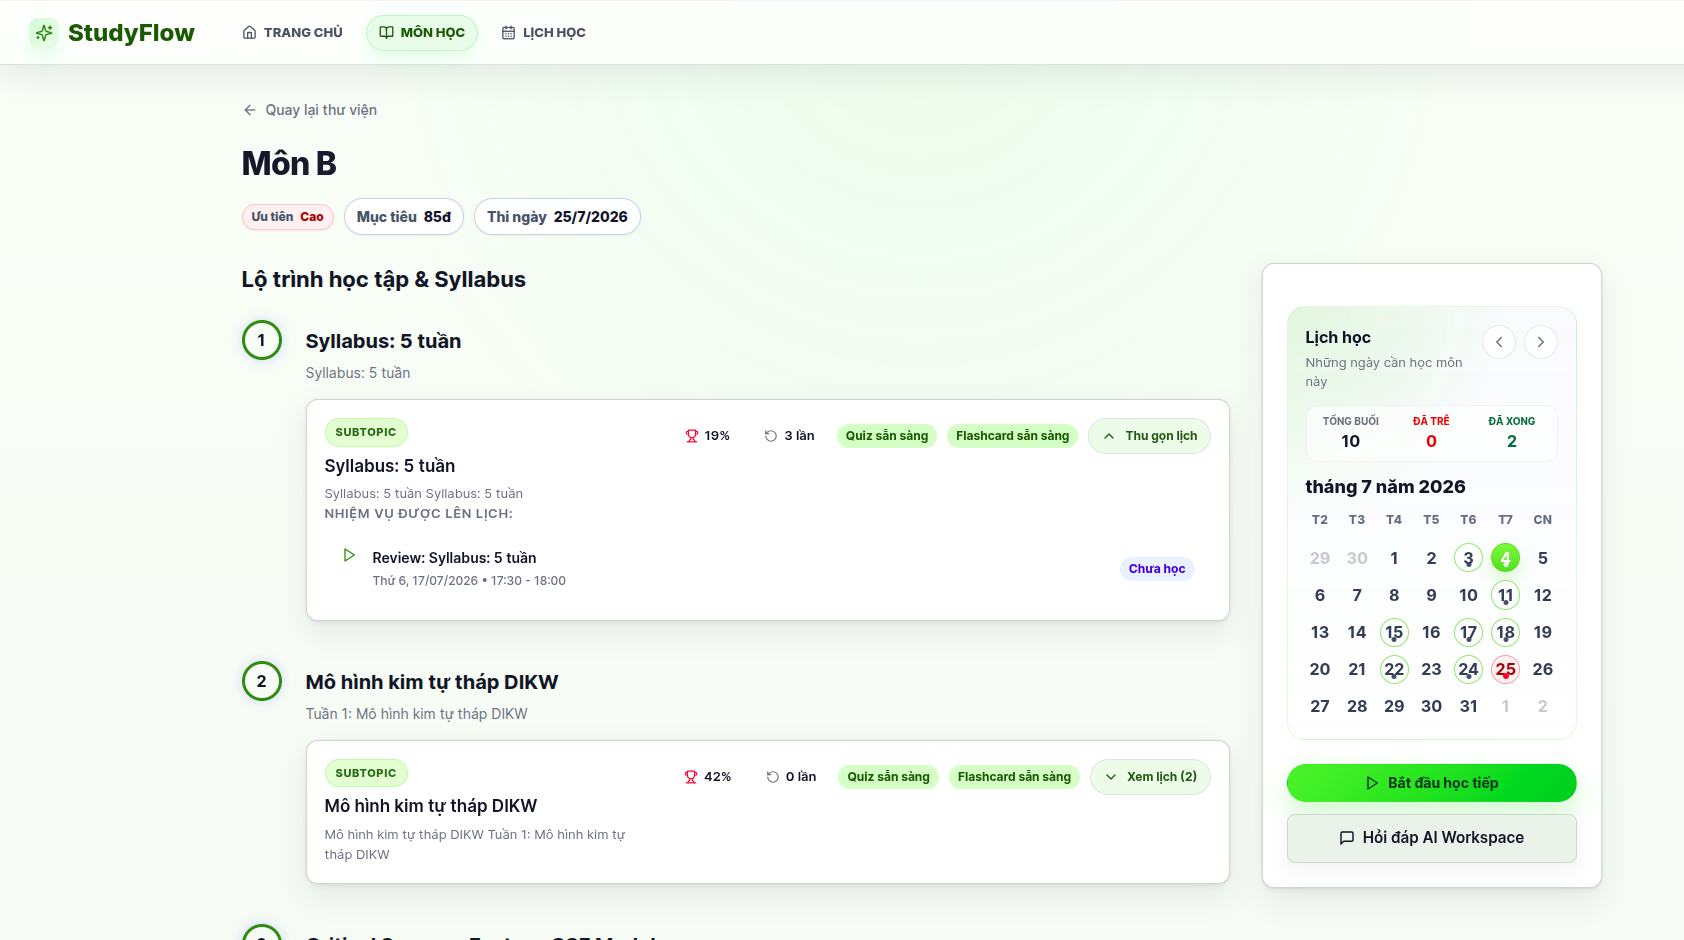 StudyFlow
TRANG CHỦ
MÔN HỌC
LỊCH HỌC
Quay lại thư viện
Môn B
Ưu tiên Cao
Mục tiêu 85đ
Thi ngày 25/7/2026
Lộ trình học tập & Syllabus
1
Syllabus: 5 tuần
Syllabus: 5 tuần
SUBTOPIC
19%
3 lần
Quiz sẵn sàng
Flashcard sẵn sàng
Thu gọn lịch
Syllabus: 5 tuần
Syllabus: 5 tuần Syllabus: 5 tuần
NHIỆM VỤ ĐƯỢC LÊN LỊCH:
Review: Syllabus: 5 tuần
Thứ 6, 17/07/2026 • 17:30 - 18:00
Chưa học
2
Mô hình kim tự tháp DIKW
Tuần 1: Mô hình kim tự tháp DIKW
SUBTOPIC
42%
0 lần
Quiz sẵn sàng
Flashcard sẵn sàng
Xem lịch (2)
Mô hình kim tự tháp DIKW
Mô hình kim tự tháp DIKW Tuần 1: Mô hình kim tự
tháp DIKW
Lịch học
Những ngày cần học môn
này
TỔNG BUỔI ĐÃ TRỄ ĐÃ XONG
10 0 2
tháng 7 năm 2026
T2 T3 T4 T5 T6 T7 CN
29 30 1 2 3 4 5
6 7 8 9 10 11 12
13 14 15 16 17 18 19
20 21 22 23 24 25 26
27 28 29 30 31 1 2
Bắt đầu học tiếp
Hỏi đáp AI Workspace